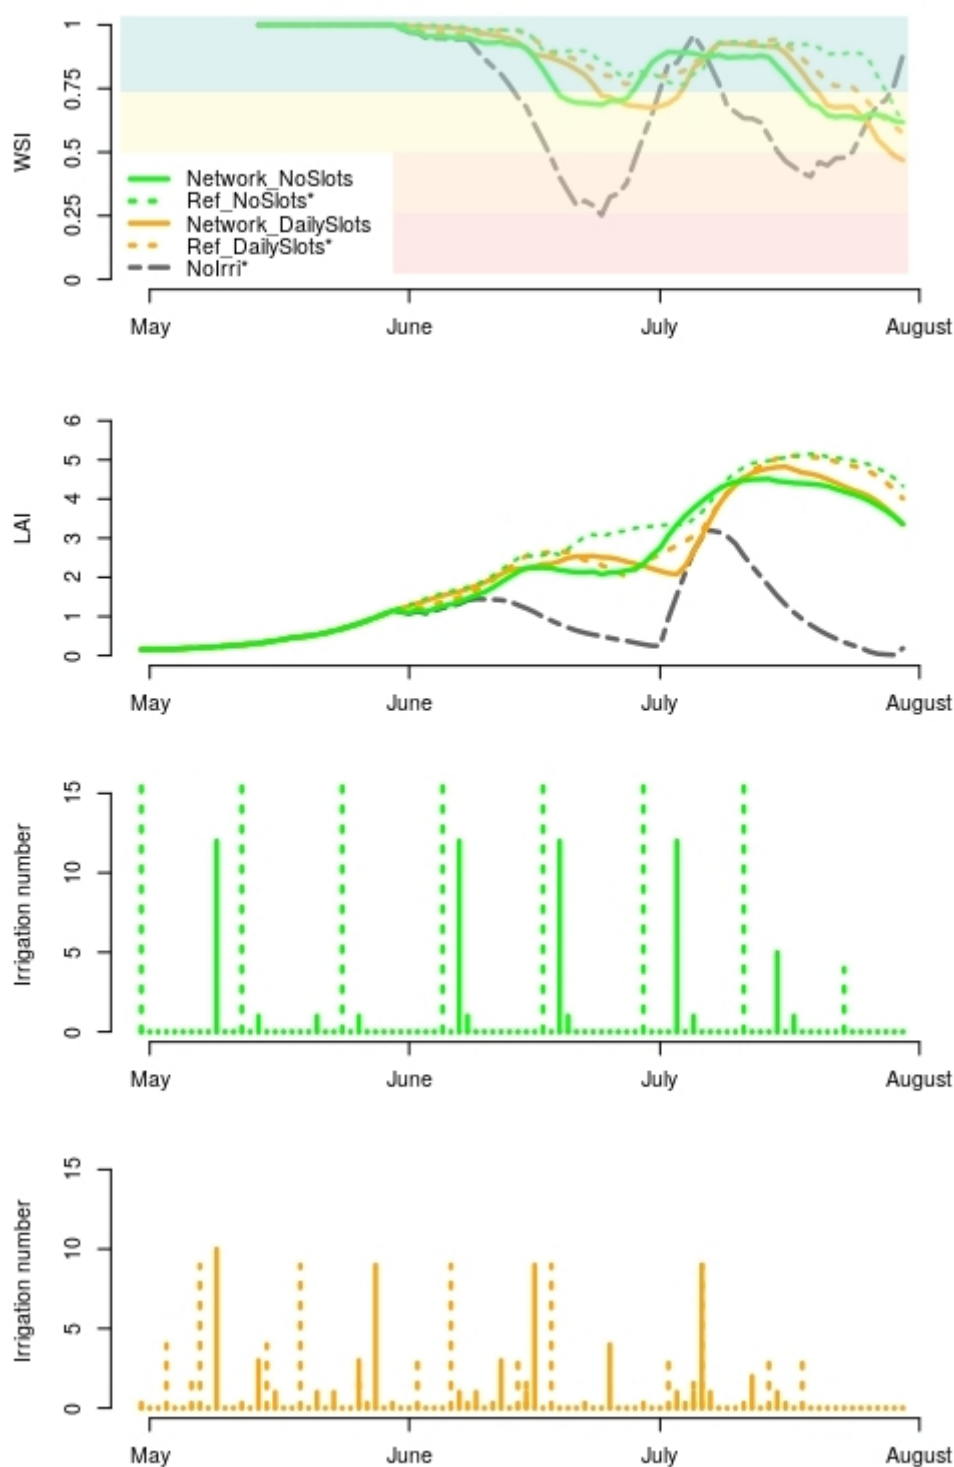 WSI
1
0.75
0.5
0.25
0
Network_NoSlots
Ref_NoSlots*
Network_DailySlots
Ref_DailySlots*
NoIrri*
May June July August
LAI
6
5
4
3
2
1
0
May June July August
Irrigation number
15
10
5
0
May June July August
Irrigation number
15
10
5
0
May June July August